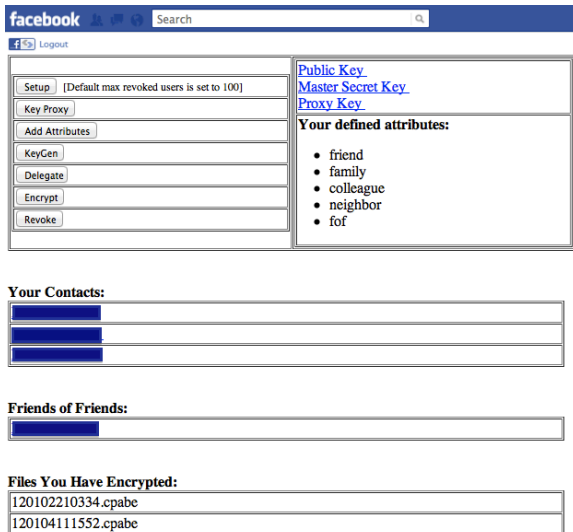 facebook Search
Logout
Setup [Default max revoked users is set to 100]
Key Proxy
Add Attributes
KeyGen
Delegate
Encrypt
Revoke
Public Key
Master Secret Key
Proxy Key
Your defined attributes:
friend
family
colleague
neighbor
fof
Your Contacts:
Friends of Friends:
Files You Have Encrypted:
120102210334.cpabe
120104111552.cpabe